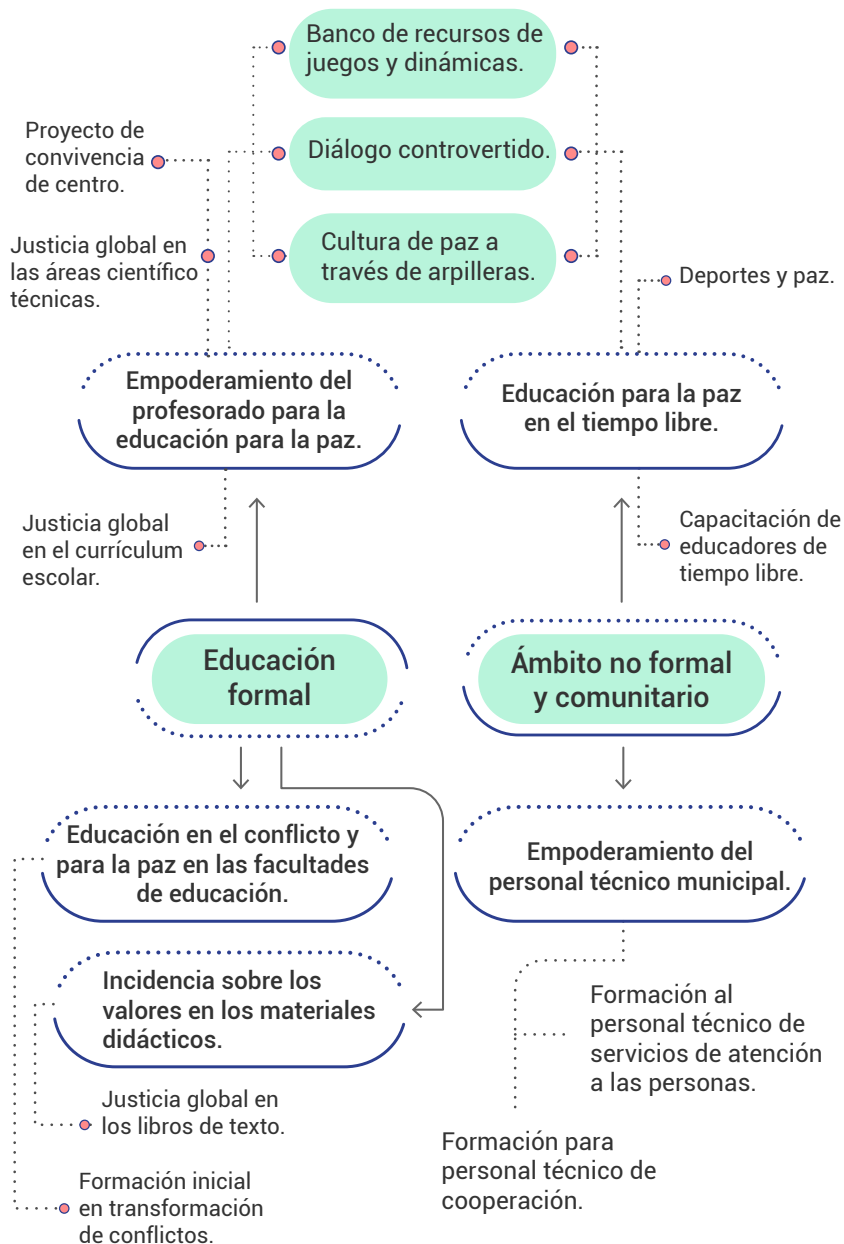 Banco de recursos de
juegos y dinámicas.
Proyecto de
convivencia
de centro.
Diálogo controvertido.
Justicia global en
las áreas científico
técnicas.
Cultura de paz a
través de arpilleras.
Deportes y paz.
Empoderamiento del
profesorado para la
educación para la paz.
Educación para la paz
en el tiempo libre.
Justicia global
en el currículum
escolar.
Capacitación de
educadores de
tiempo libre.
Educación
formal
Ámbito no formal
y comunitario
Educación en el conflicto y
para la paz en las facultades
de educación.
Empoderamiento del
personal técnico municipal.
Incidencia sobre los
valores en los materiales
didácticos.
Formación al
personal técnico de
servicios de atención
a las personas.
Justicia global en
los libros de texto.
Formación para
personal técnico de
cooperación.
Formación inicial
en transformación
de conflictos.